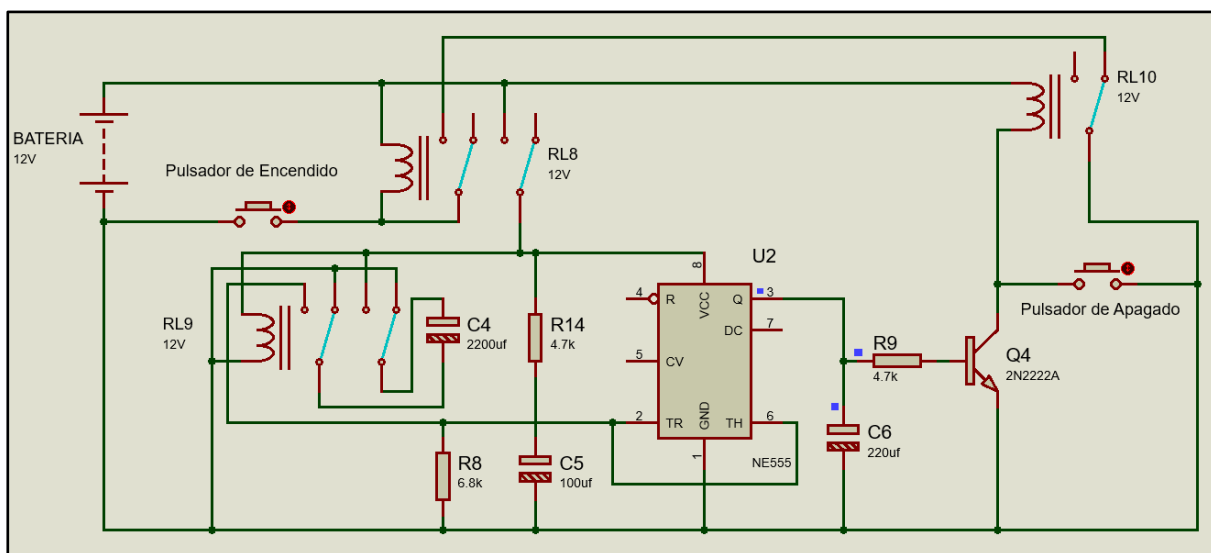 BATERIA
12V
Pulsador de Encendido
RL8
12V
RL10
12V
RL9
12V
C4
2200uf
R14
4.7k
U2
8
VCC
4
R
Q
3
DC
7
5
CV
2
TR
GND
1
TH
6
NE555
R8
6.8k
C5
100uf
R9
4.7k
C6
220uf
Q4
2N2222A
Pulsador de Apagado